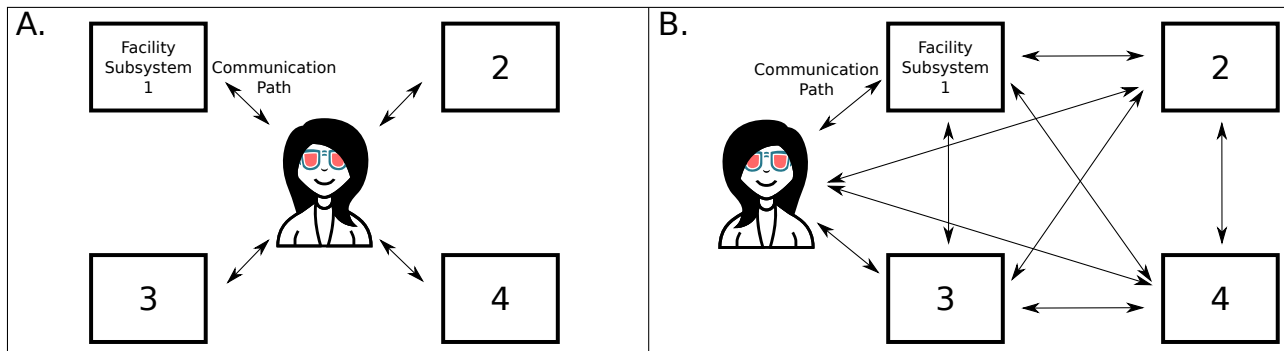 A.
Facility
Subsystem
1
Communication
Path
2
3
4
B.
Facility
Subsystem
1
Communication
Path
2
3
4